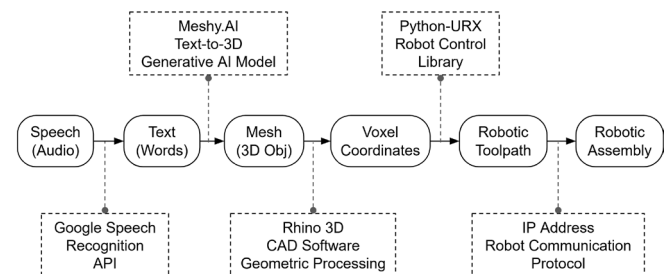 Meshy.AI
Text-to-3D
Generative AI Model
Python-URX
Robot Control
Library
Speech
(Audio)
Text
(Words)
Mesh
(3D Obj)
Voxel
Coordinates
Robotic
Toolpath
Robotic
Assembly
Google Speech
Recognition
API
Rhino 3D
CAD Software
Geometric Processing
IP Address
Robot Communication
Protocol